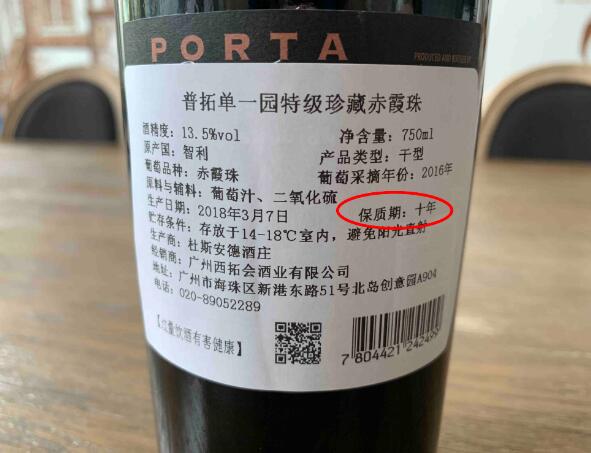 PORTA
PRODUCED AND BOTTLED BY
普拓单一园特级珍藏赤霞珠
酒精度：13.5%vol 净含量：750ml
原产国：智利 产品类型：干型
葡萄品种：赤霞珠 葡萄采摘年份：2016年
原料与辅料：葡萄汁、二氧化硫
生产日期：2018年3月7日 保质期：十年
贮存条件：存放于14-18℃室内，避免阳光直射
生产商：杜斯安德酒庄
经销商：广州西拓会酒业有限公司
地址：广州市海珠区新港东路51号北岛创意园A904
电话：020-89052289
【过量饮酒有害健康】
7804421242